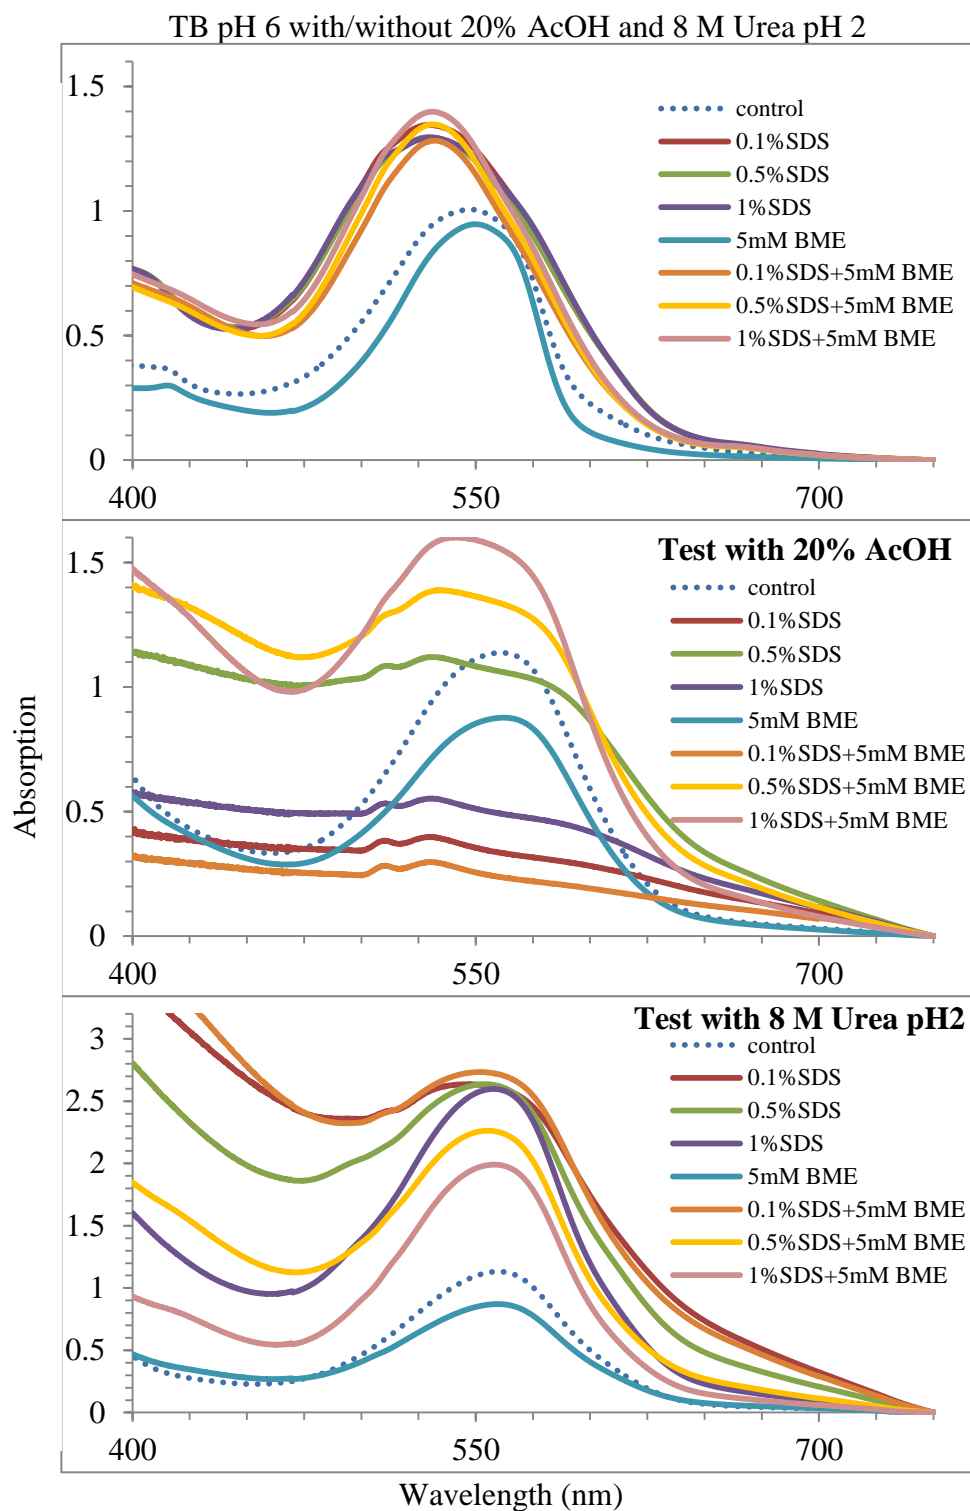 TB pH 6 with/without 20% AcOH and 8 M Urea pH 2
1.5
1
0.5
0
400
550
700
control
0.1%SDS
0.5%SDS
1%SDS
5mM BME
0.1%SDS+5mM BME
0.5%SDS+5mM BME
1%SDS+5mM BME
Test with 20% AcOH
1.5
1
0.5
0
400
550
700
control
0.1%SDS
0.5%SDS
1%SDS
5mM BME
0.1%SDS+5mM BME
0.5%SDS+5mM BME
1%SDS+5mM BME
Absorption
Test with 8 M Urea pH2
3
2.5
2
1.5
1
0.5
0
400
550
700
control
0.1%SDS
0.5%SDS
1%SDS
5mM BME
0.1%SDS+5mM BME
0.5%SDS+5mM BME
1%SDS+5mM BME
Wavelength (nm)